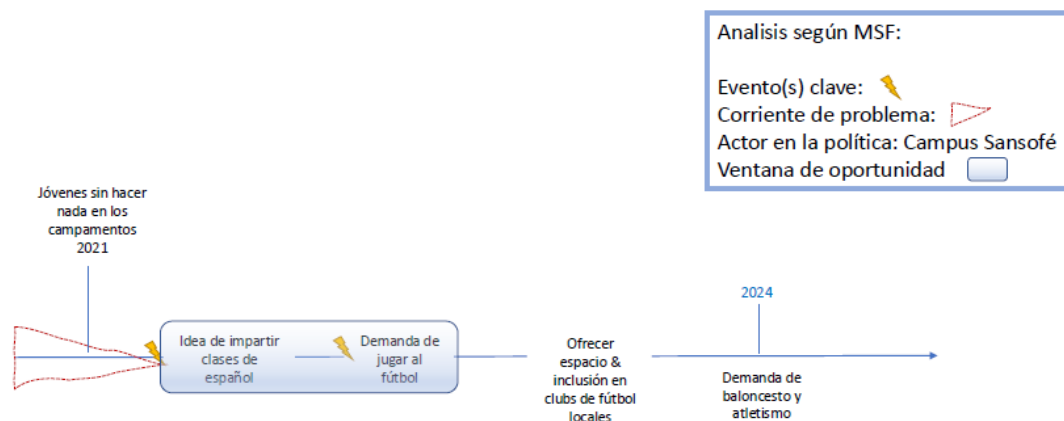 Analisis según MSF:
Evento(s) clave:
Corriente de problema:
Actor en la política: Campus Sansofé
Ventana de oportunidad
Jóvenes sin hacer
nada en los
campamentos
2021
Idea de impartir
clases de
español
Demanda de
jugar al
fútbol
Ofrecer
espacio &
inclusión en
clubs de fútbol
locales
2024
Demanda de
baloncesto y
atletismo